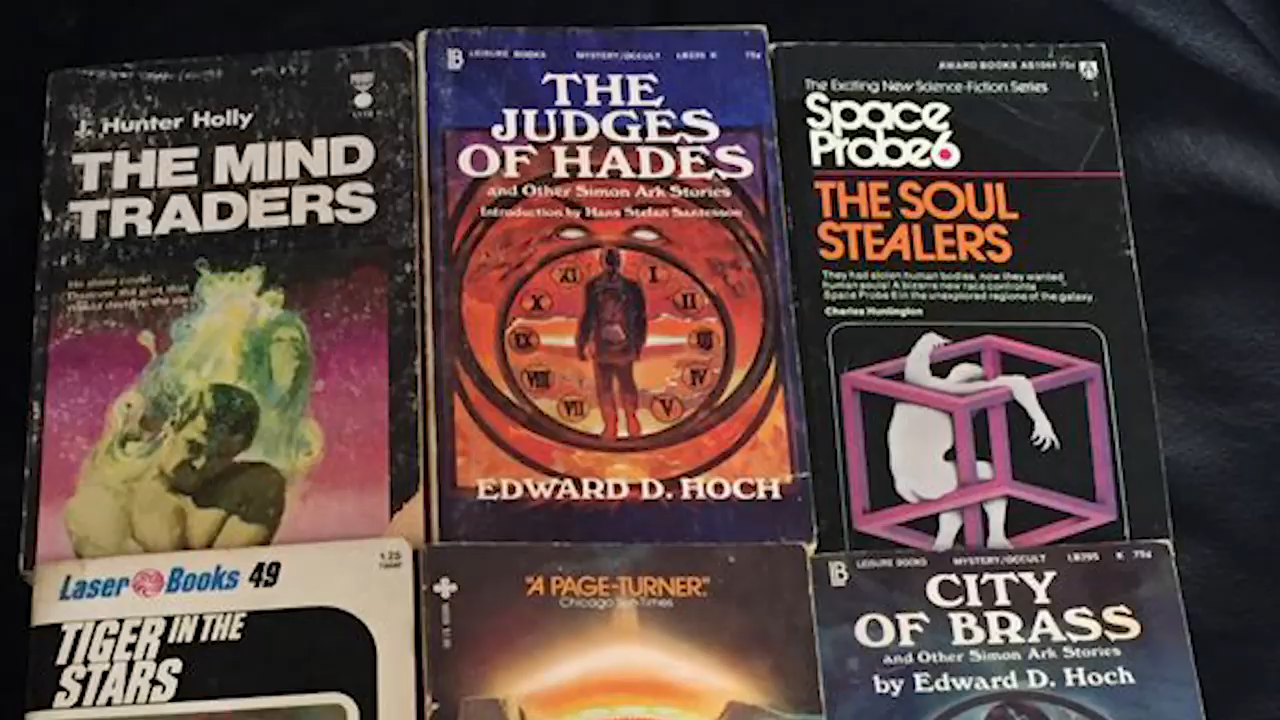 J. Hunter Holly
THE MIND
TRADERS
LEISURE BOOKS MYSTERY/OCCULT K 75¢
THE
JUDGES
OF HADES
and Other Simon Ark Stories
Introduction by Hans Stefan Santesson
XI I
X II
IX III
VIII IV
VII V
EDWARD D. HOCH
AWARD BOOKS 75¢
The Exciting New Science-Fiction Series
Space
Probe6
THE SOUL
STEALERS
They had stolen human bodies, now they wanted
human souls! A bizarre new race confronts
Space Probe 6 in the unexplored regions of the galaxy
Charles Huntington
Laser Books 49
1.25
TIGER IN THE
STARS
"A PAGE-TURNER."
Chicago Sun-Times
LEISURE BOOKS MYSTERY/OCCULT K 75¢
CITY
OF BRASS
and Other Simon Ark Stories
by Edward D. Hoch